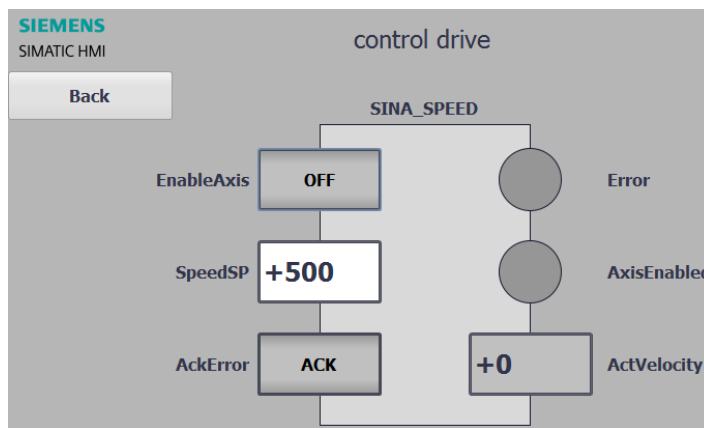 SIEMENS
SIMATIC HMI
control drive
Back
SINA_SPEED
EnableAxis OFF Error
SpeedSP +500 AxisEnabled
AckError ACK +0 ActVelocity